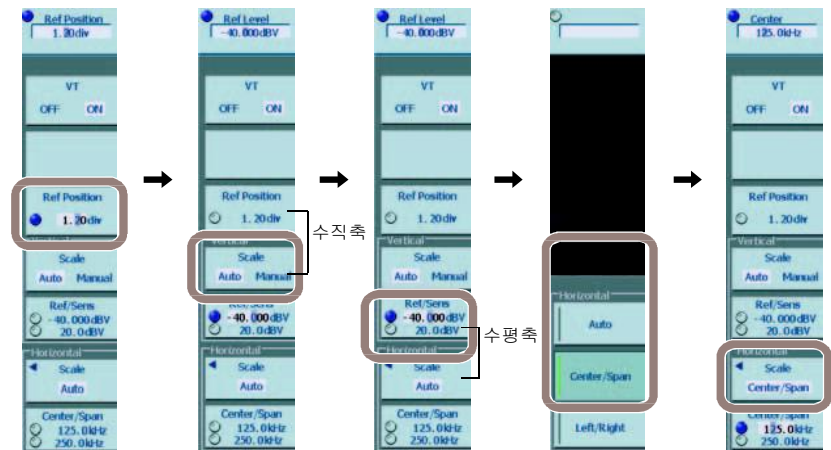 Ref Position
1.20div
VT
OFF ON
Ref Position
1.20div
Vertical
Scale
Auto Manual
Ref/Sens
-40.000dBV
20.0dBV
Horizontal
Scale
Auto
Center/Span
125.0kHz
250.0kHz
Ref Level
-40.000dBV
VT
OFF ON
Ref Position
1.20div
Vertical
Scale
Auto Manual
Ref/Sens
-40.000dBV
20.0dBV
Horizontal
Scale
Auto
Center/Span
125.0kHz
250.0kHz
수직축
Ref Level
-40.000dBV
VT
OFF ON
Ref Position
1.20div
Vertical
Scale
Auto Manual
Ref/Sens
-40.000dBV
20.0dBV
Horizontal
Scale
Auto
Center/Span
125.0kHz
250.0kHz
수평축
Horizontal
Auto
Center/Span
Left/Right
Center
125.0kHz
VT
OFF ON
Ref Position
1.20div
Vertical
Scale
Auto Manual
Ref/Sens
-40.000dBV
20.0dBV
Horizontal
Scale
Center/Span
Center/Span
125.0kHz
250.0kHz